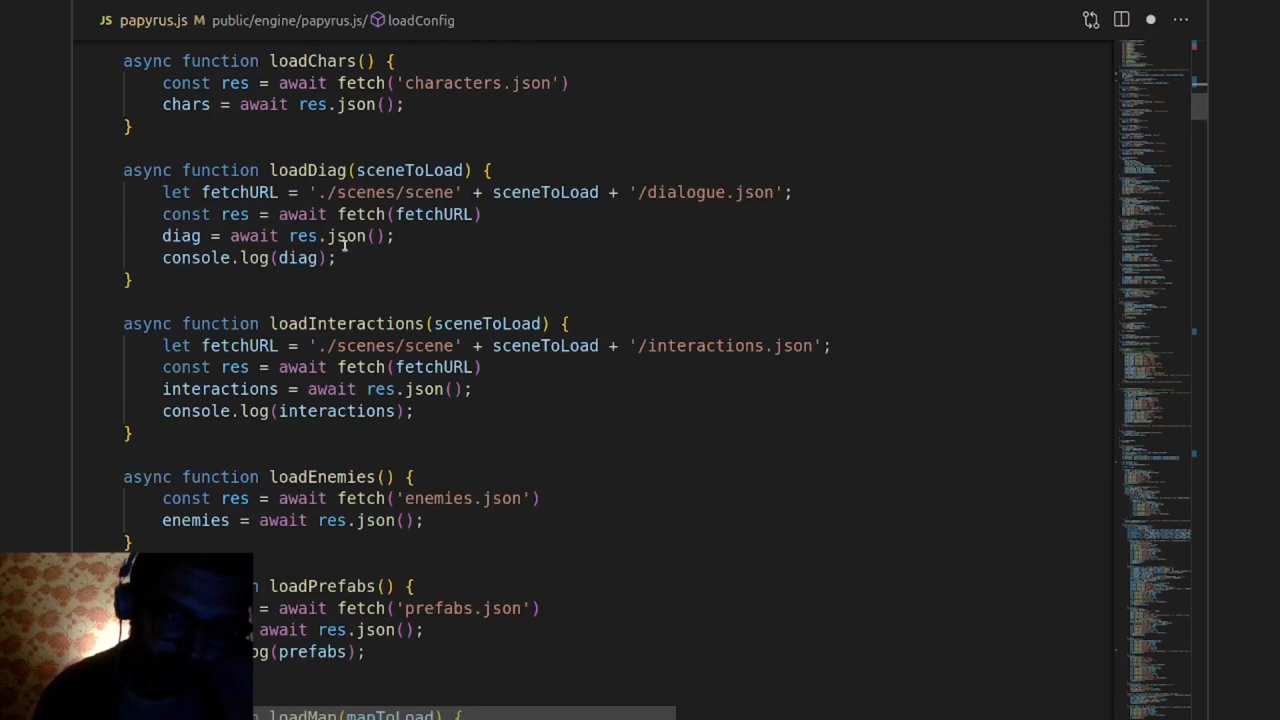 JS papyrus.js M public/engine/papyrus.js/ loadConfig
async function loadChars() {
const res = await fetch('characters.json')
chars = await res.json();
}
async function loadDiag(sceneToLoad) {
let fetchURL = './scenes/scene' + sceneToLoad + '/dialogue.json';
const res = await fetch(fetchURL)
diag = await res.json();
console.log(diag);
}
async function loadInteractions(sceneToLoad) {
let fetchURL = './scenes/scene' + sceneToLoad + '/interactions.json';
const res = await fetch(fetchURL)
interactions = await res.json();
console.log(interactions);
}
async function loadEnemies() {
const res = await fetch('enemies.json')
enemies = await res.json();
}
loadPrefabs() {
= await fetch('prefabs.json')
await res.json();
(prefabs);
loadMap(mapToLoad) {